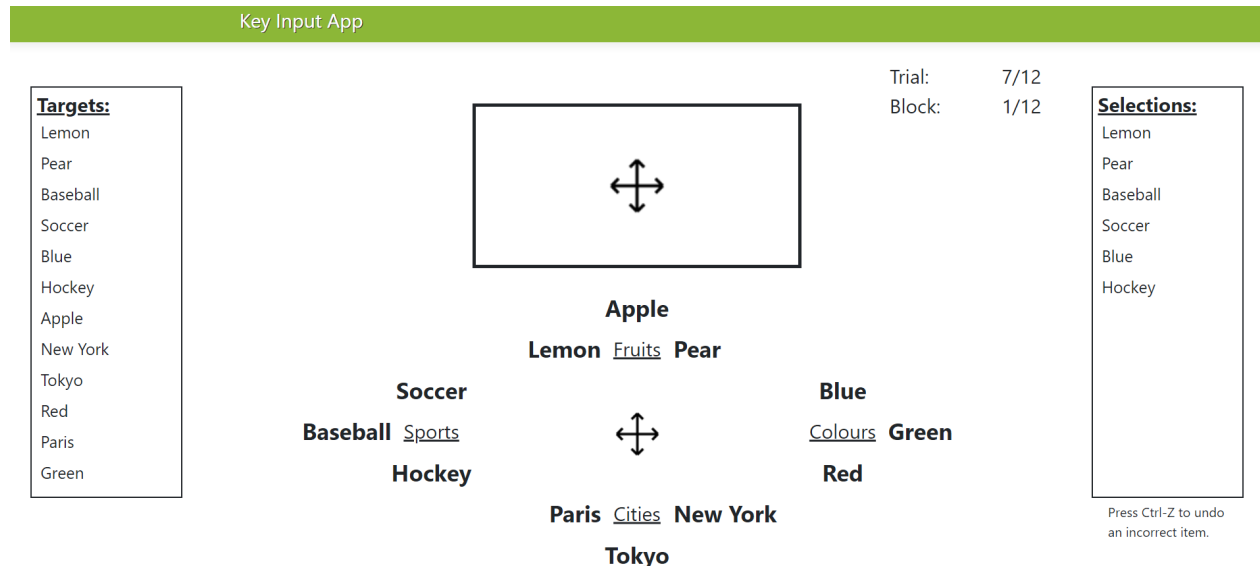 Key Input App
Trial: 7/12
Block: 1/12
Targets:
Lemon
Pear
Baseball
Soccer
Blue
Hockey
Apple
New York
Tokyo
Red
Paris
Green
Apple
Lemon Fruits Pear
Soccer Blue
Baseball Sports Colours Green
Hockey Red
Paris Cities New York
Tokyo
Selections:
Lemon
Pear
Baseball
Soccer
Blue
Hockey
Press Ctrl-Z to undo
an incorrect item.